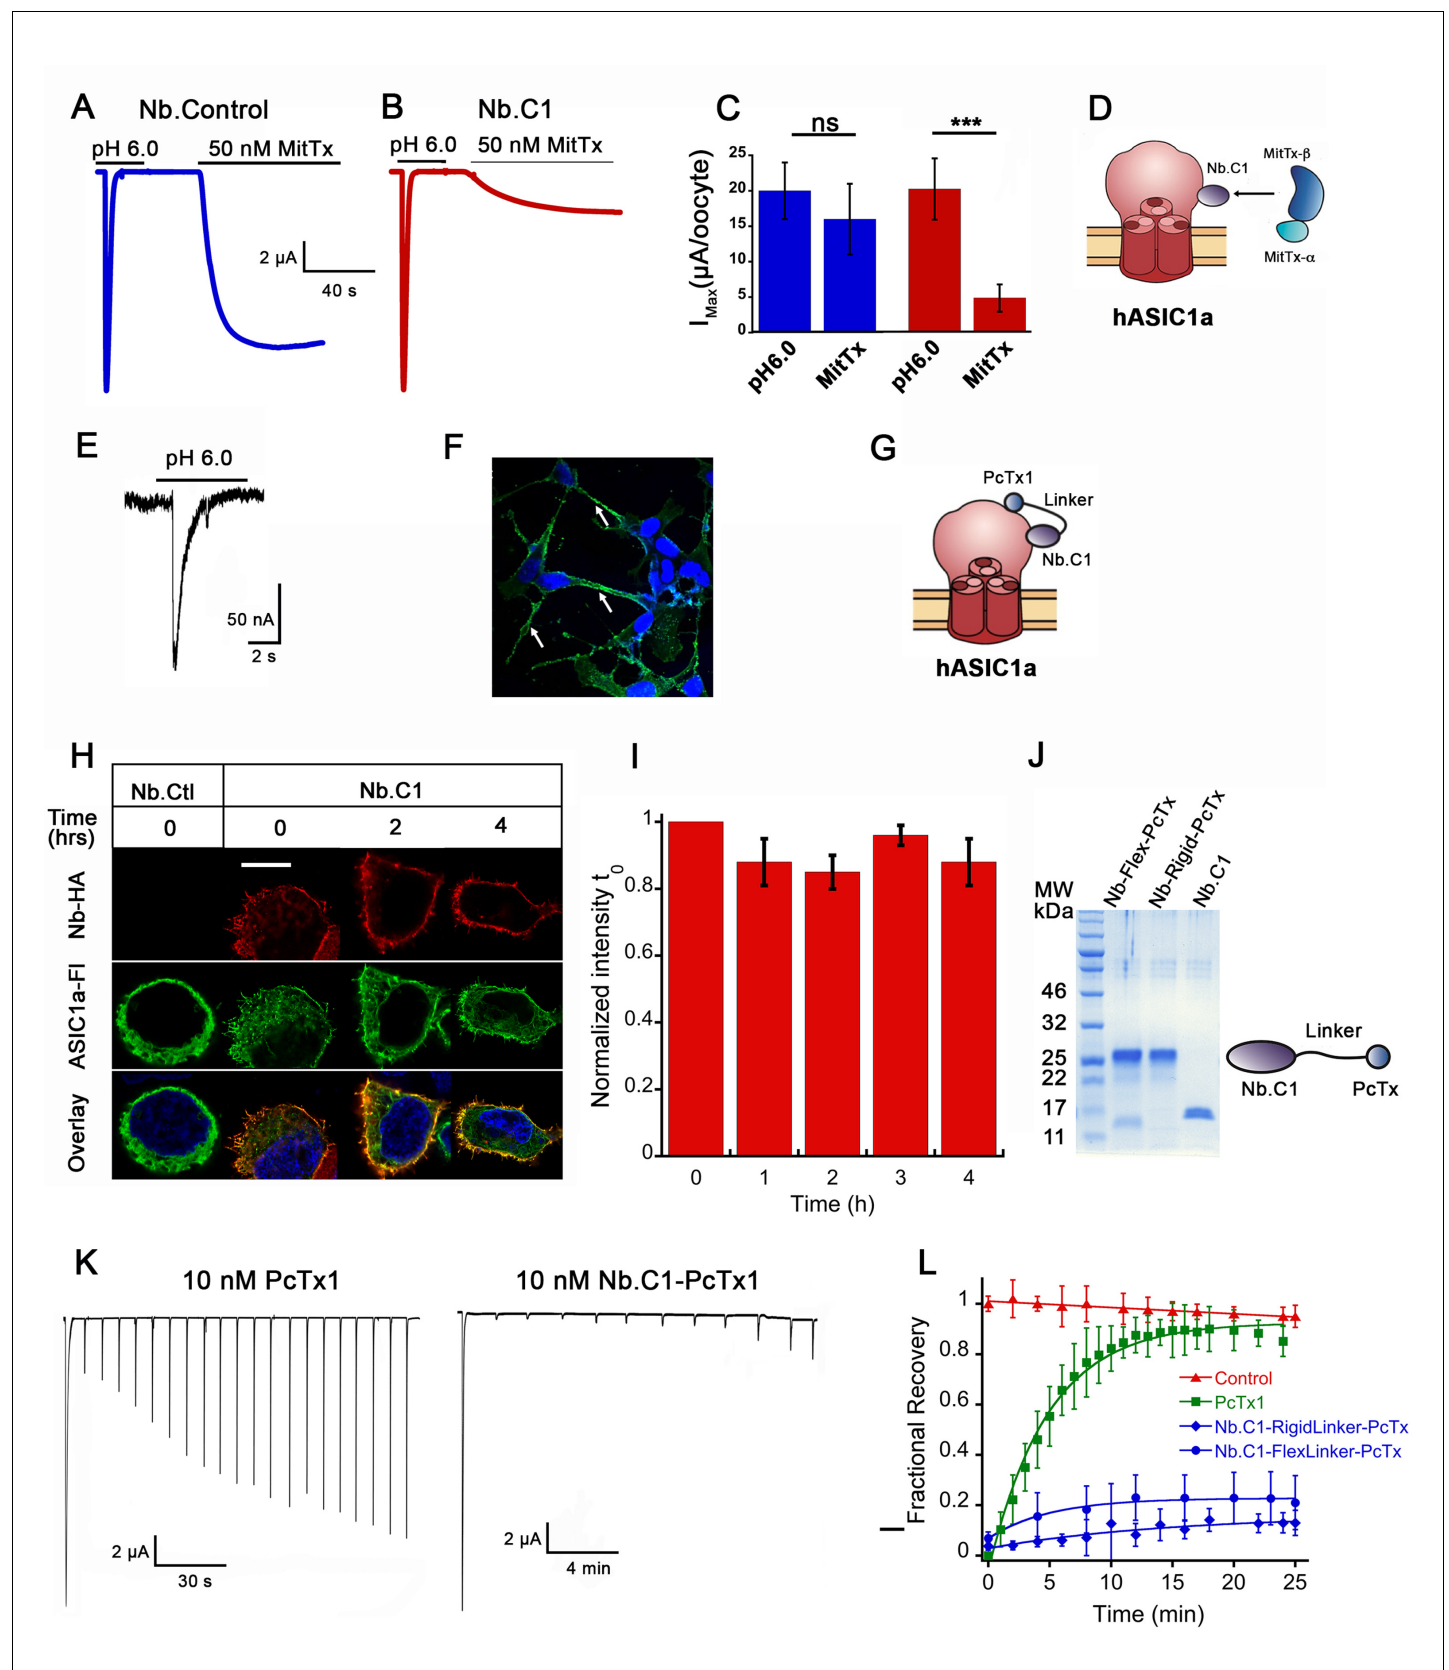 A
Nb.Control
pH 6.0
50 nM MitTx
2 µA
40 s
B
Nb.C1
pH 6.0
50 nM MitTx
C
ns
***
I Max (µA/oocyte)
25
20
15
10
5
0
pH6.0
MitTx
pH6.0
MitTx
D
Nb.C1
MitTx-β
MitTx-α
hASIC1a
E
pH 6.0
50 nA
2 s
F
G
PcTx1
Linker
Nb.C1
hASIC1a
H
Nb.Ctl
Nb.C1
Time
(hrs)
0
0
2
4
Nb-HA
ASIC1a-Fl
Overlay
I
Normalized intensity t0
1
0.8
0.6
0.4
0.2
0
0
1
2
3
4
Time (h)
J
Nb-Flex-PcTx
Nb-Rigid-PcTx
Nb.C1
MW
kDa
46
32
25
22
17
11
Linker
Nb.C1
PcTx
K
10 nM PcTx1
2 µA
30 s
10 nM Nb.C1-PcTx1
2 µA
4 min
L
I Fractional Recovery
1
0.8
0.6
0.4
0.2
0
Control
PcTx1
Nb.C1-RigidLinker-PcTx
Nb.C1-FlexLinker-PcTx
0
5
10
15
20
25
Time (min)